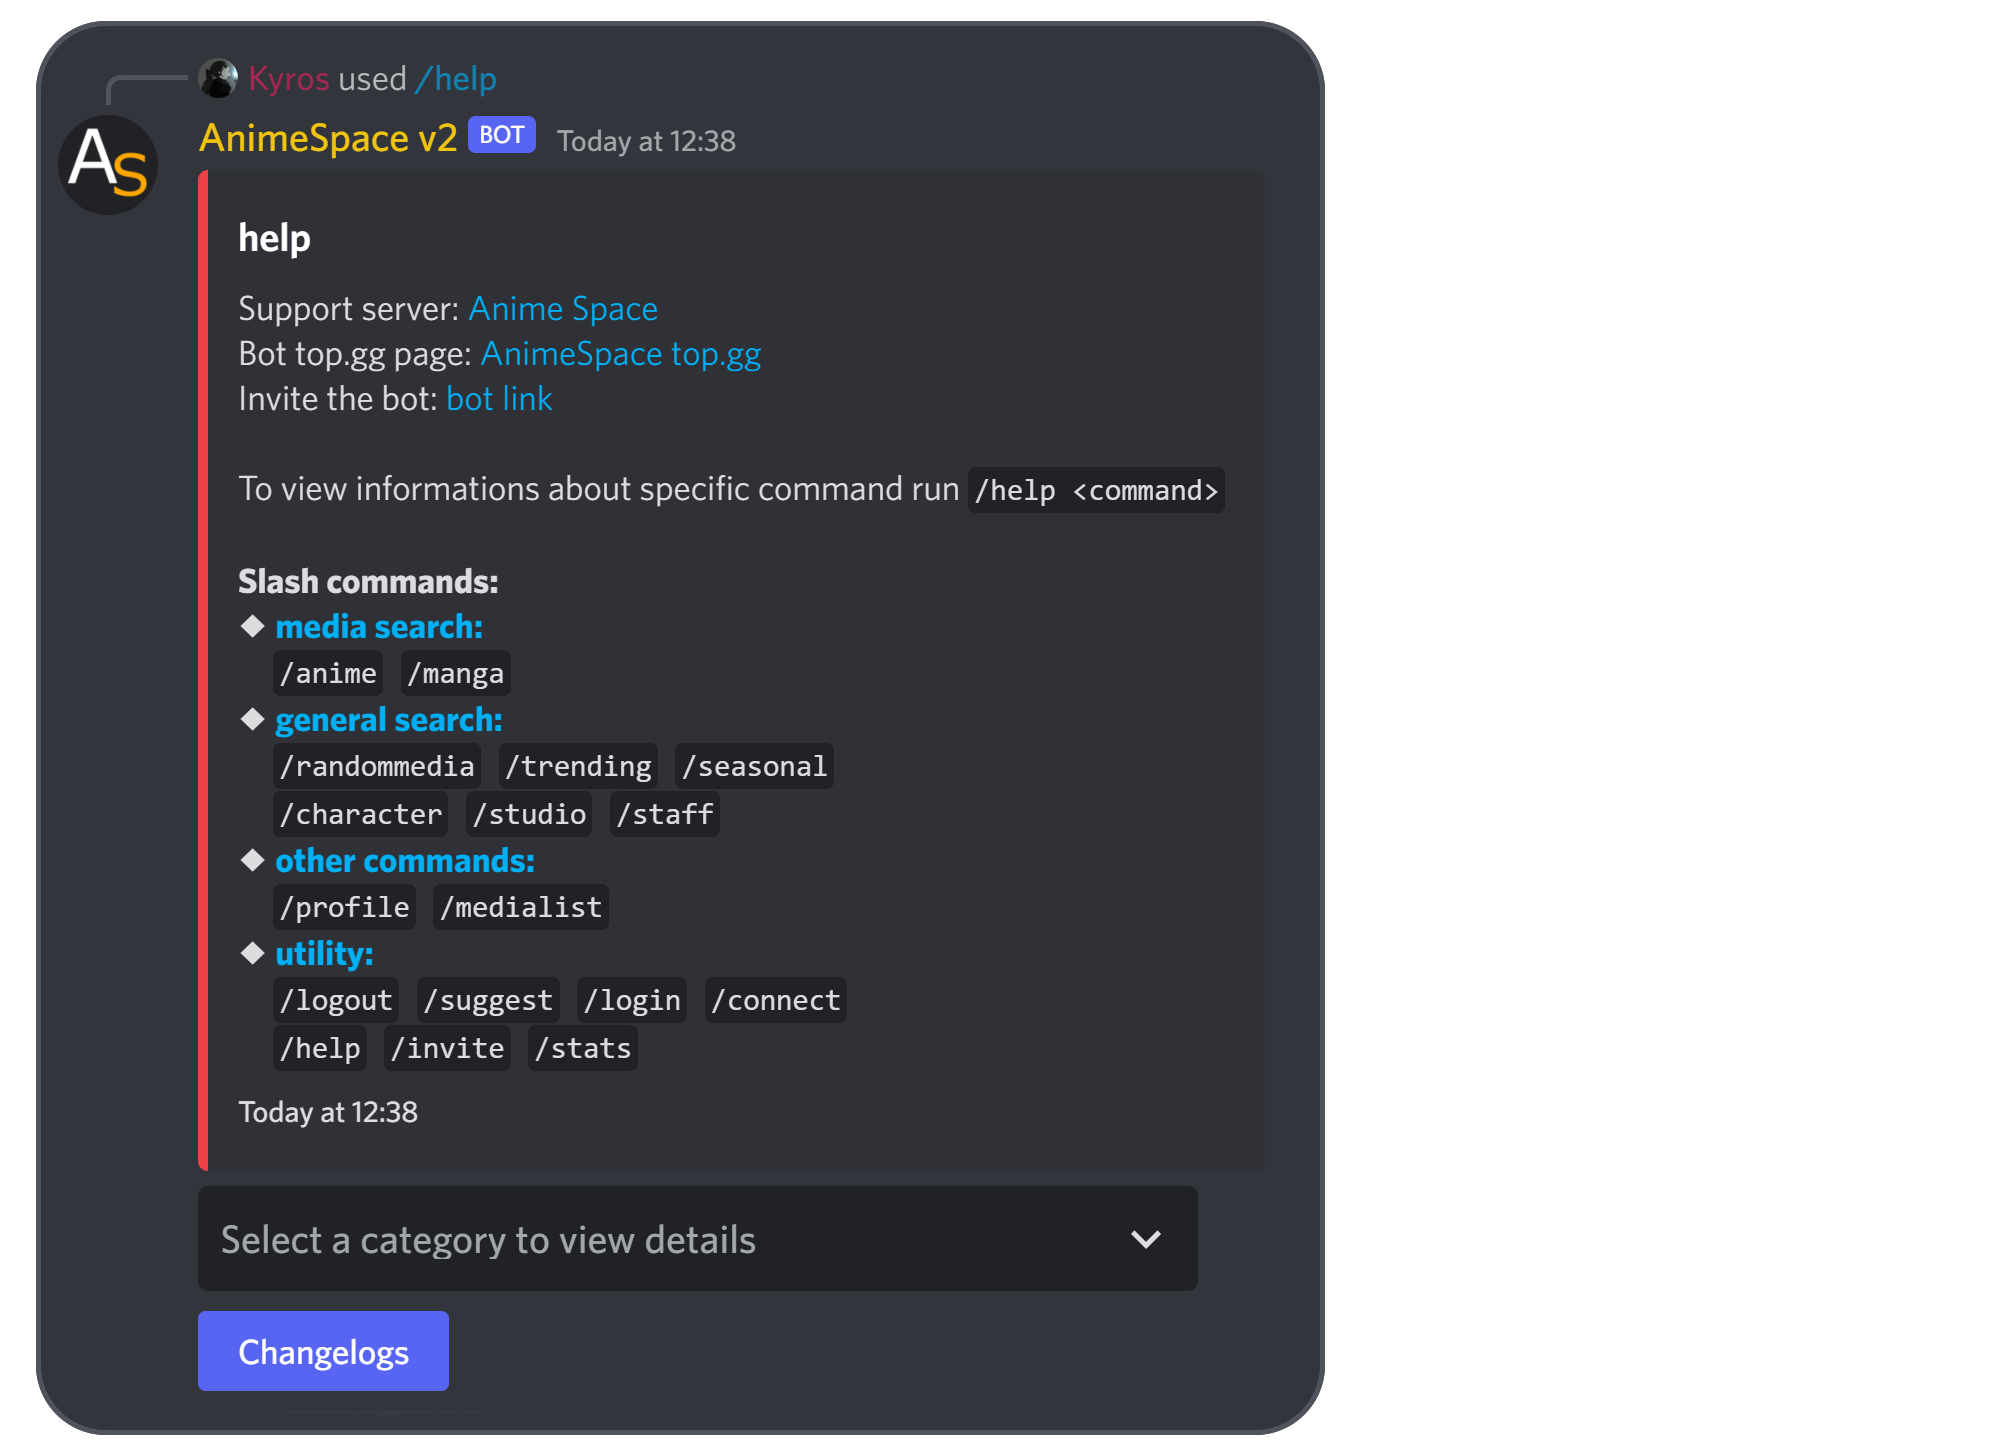 Kyros used /help
AS
AnimeSpace v2 BOT Today at 12:38
help
Support server: Anime Space
Bot top.gg page: AnimeSpace top.gg
Invite the bot: bot link
To view informations about specific command run /help <command>
Slash commands:
◆ media search:
/anime /manga
◆ general search:
/randommedia /trending /seasonal
/character /studio /staff
◆ other commands:
/profile /medialist
◆ utility:
/logout /suggest /login /connect
/help /invite /stats
Today at 12:38
Select a category to view details
Changelogs